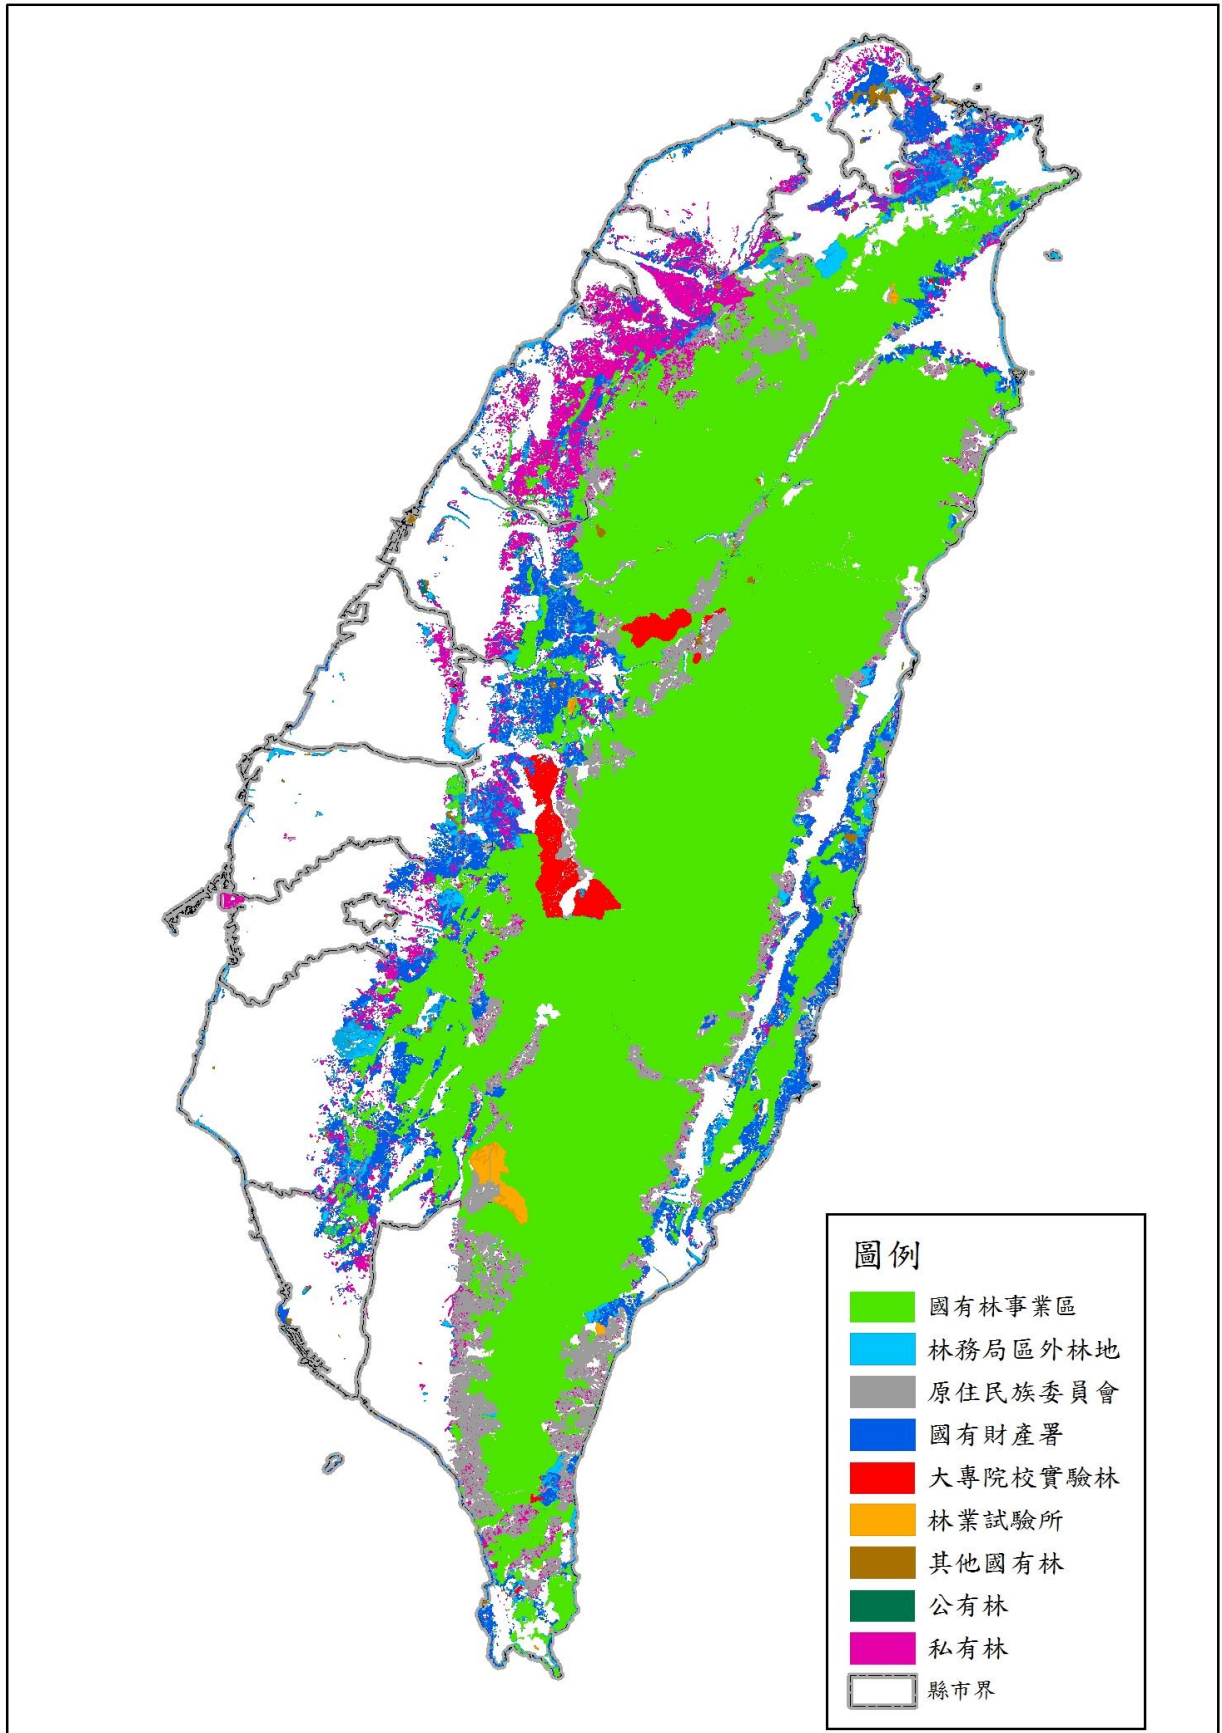 圖例
國有林事業區
林務局區外林地
原住民族委員會
國有財產署
大專院校實驗林
林業試驗所
其他國有林
公有林
私有林
縣市界